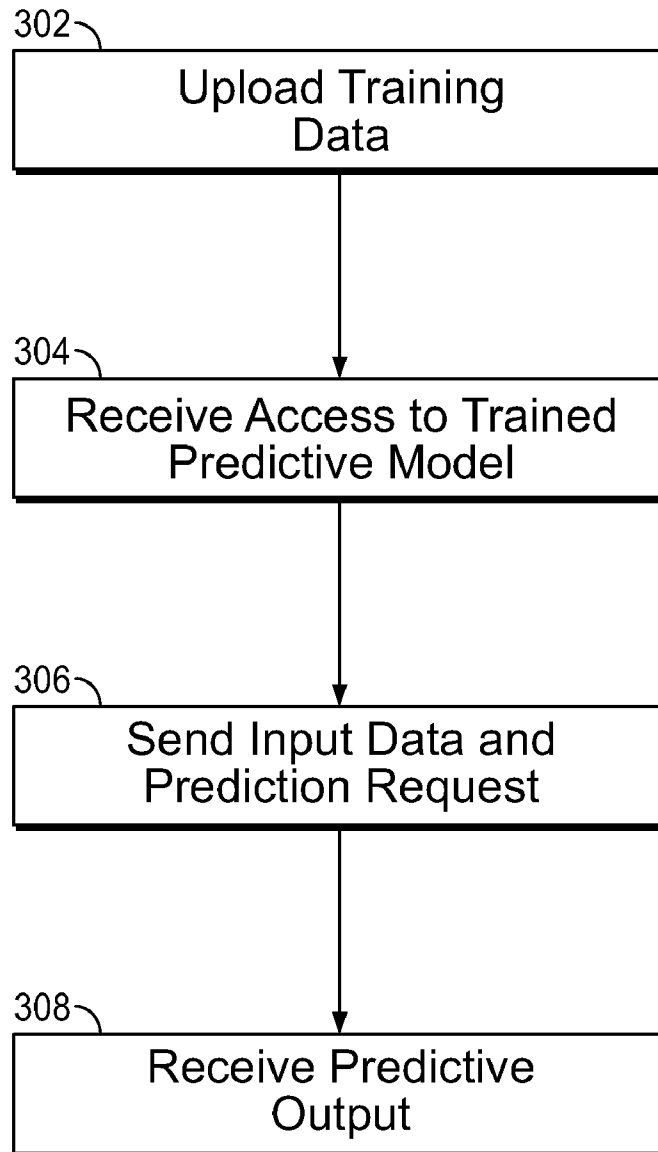 302
Upload Training
Data
304
Receive Access to Trained
Predictive Model
306
Send Input Data and
Prediction Request
308
Receive Predictive
Output